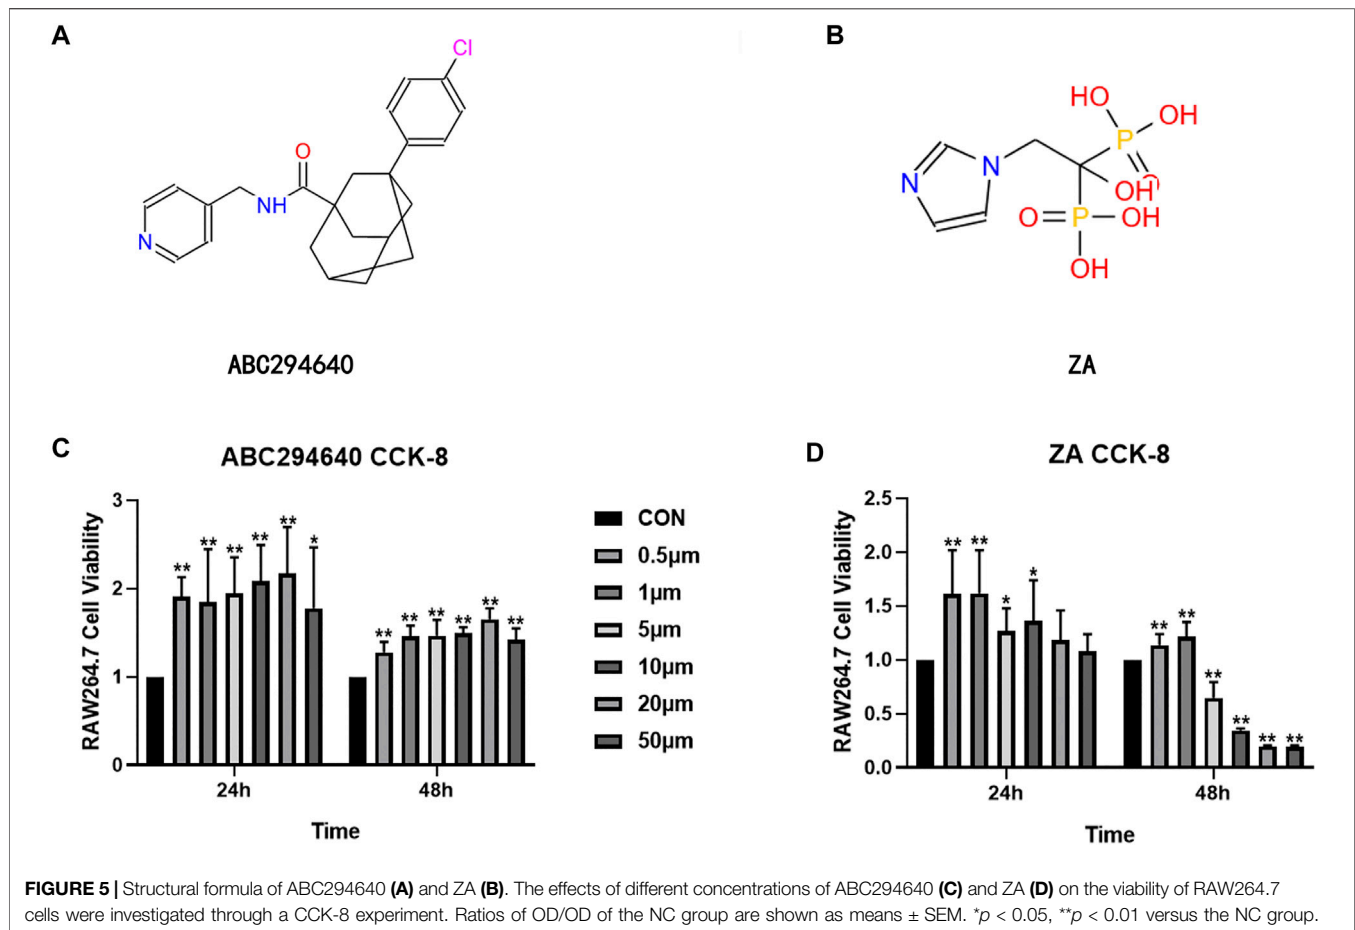 A
B
Cl
O
NH
N
HO
OH
P
N
N
OH
O
O
P
OH
OH
ABC294640
ZA
C
ABC294640 CCK-8
RAW264.7 Cell Viability
3
2
1
0
** ** ** ** ** *
** ** ** ** ** **
24h
48h
Time
CON
0.5μm
1μm
5μm
10μm
20μm
50μm
D
ZA CCK-8
RAW264.7 Cell Viability
2.5
2.0
1.5
1.0
0.5
0.0
** ** * *
** ** ** ** ** **
24h
48h
Time
FIGURE 5 | Structural formula of ABC294640 (A) and ZA (B). The effects of different concentrations of ABC294640 (C) and ZA (D) on the viability of RAW264.7
cells were investigated through a CCK-8 experiment. Ratios of OD/OD of the NC group are shown as means ± SEM. *p < 0.05, **p < 0.01 versus the NC group.